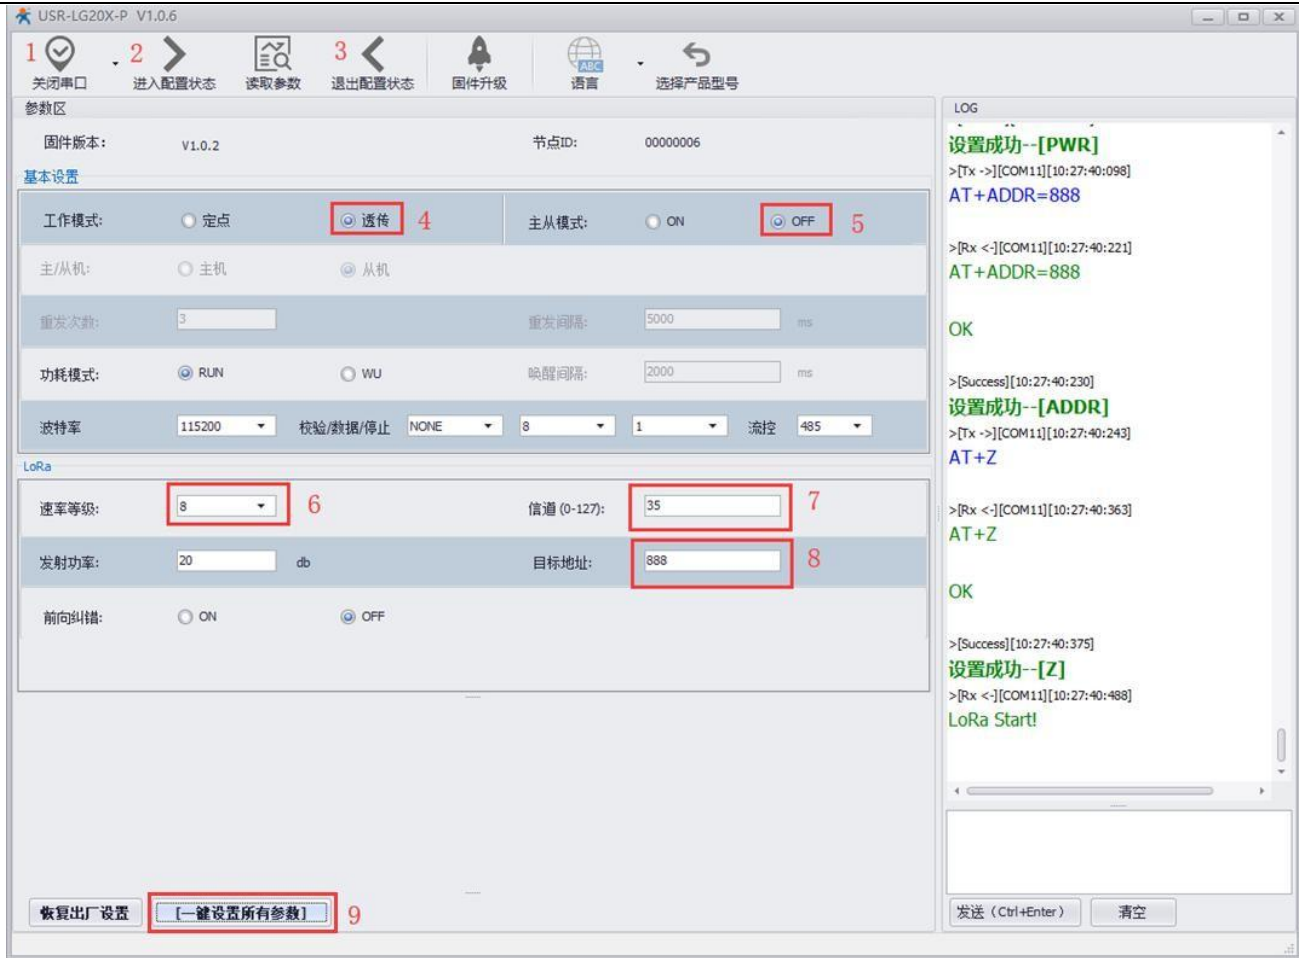 USR-LG20X-P V1.0.6
1 2 3
关闭串口 进入配置状态 读取参数 退出配置状态 固件升级 ABC 语言 选择产品型号
参数区
固件版本: V1.0.2 节点ID: 00000006
基本设置
工作模式: 定点 透传 4 主从模式: ON OFF 5
主/从机: 主机 从机
重发次数: 3 重发间隔: 5000 ms
功耗模式: RUN WU 唤醒间隔: 2000 ms
波特率 115200 校验/数据/停止 NONE 8 1 流控 485
LoRa
速率等级: 8 6 信道 (0-127): 35 7
发射功率: 20 db 目标地址: 888 8
前向纠错: ON OFF
恢复出厂设置 [一键设置所有参数] 9
LOG
设置成功--[PWR]
>[Tx ->][COM11][10:27:40:098]
AT+ADDR=888
>[Rx <-][COM11][10:27:40:221]
AT+ADDR=888
OK
>[Success][10:27:40:230]
设置成功--[ADDR]
>[Tx ->][COM11][10:27:40:243]
AT+Z
>[Rx <-][COM11][10:27:40:363]
AT+Z
OK
>[Success][10:27:40:375]
设置成功--[Z]
>[Rx <-][COM11][10:27:40:488]
LoRa Start!
发送（Ctrl+Enter） 清空